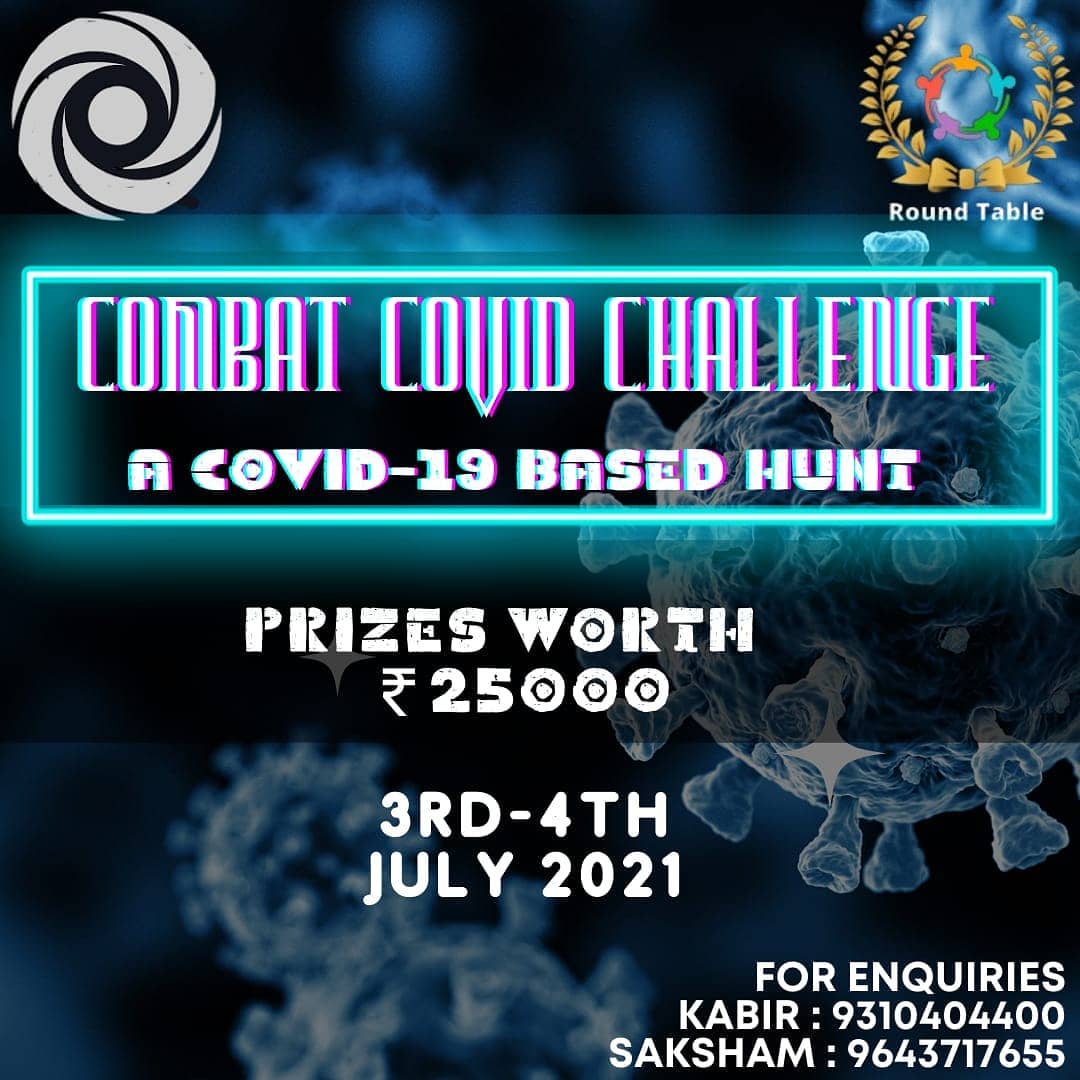 Round Table
COMBAT COVID CHALLENGE
A COVID-19 BASED HUNT
PRIZES WORTH
₹25000
3RD-4TH
JULY 2021
FOR ENQUIRIES
KABIR : 9310404400
SAKSHAM : 9643717655